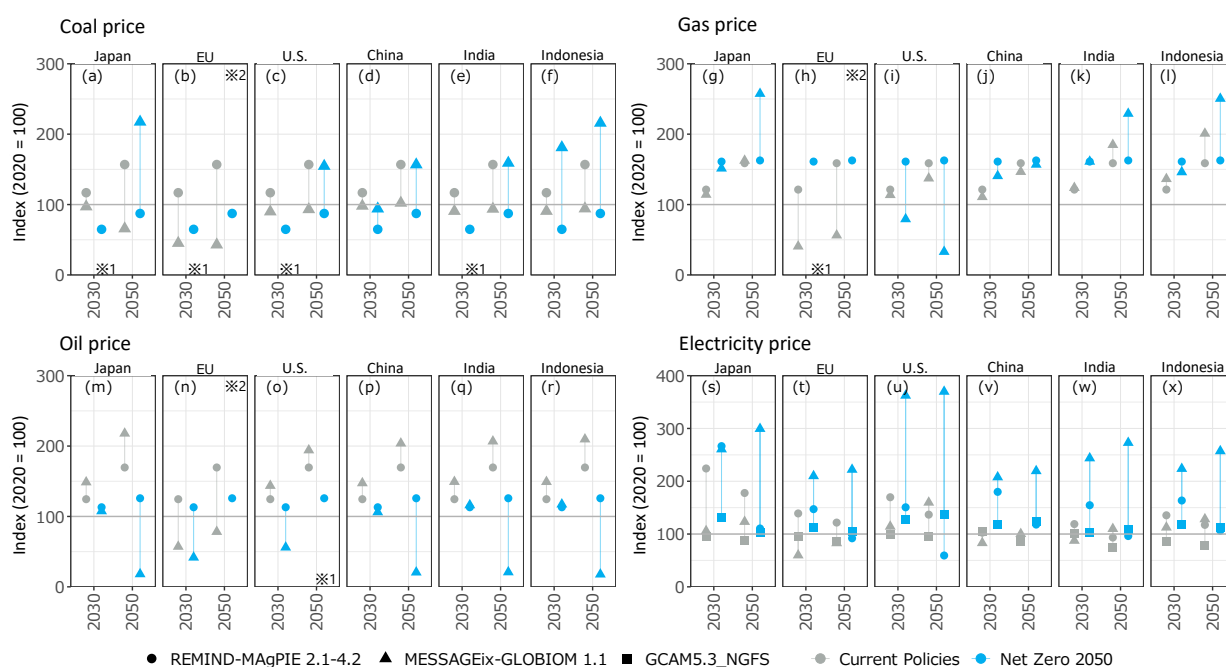 Coal price
Gas price
Japan EU U.S. China India Indonesia
Japan EU U.S. China India Indonesia
Index (2020 = 100)
300
200
100
0
(a) (b) ※2 (c) (d) (e) (f)
※1 ※1 ※1 ※1
2030 2050 2030 2050 2030 2050 2030 2050 2030 2050 2030 2050
Index (2020 = 100)
300
200
100
0
(g) (h) ※2 (i) (j) (k) (l)
※1
2030 2050 2030 2050 2030 2050 2030 2050 2030 2050 2030 2050
Oil price
Electricity price
Japan EU U.S. China India Indonesia
Japan EU U.S. China India Indonesia
Index (2020 = 100)
300
200
100
0
(m) (n) ※2 (o) (p) (q) (r)
※1
2030 2050 2030 2050 2030 2050 2030 2050 2030 2050 2030 2050
Index (2020 = 100)
400
300
200
100
0
(s) (t) (u) (v) (w) (x)
2030 2050 2030 2050 2030 2050 2030 2050 2030 2050 2030 2050
REMIND-MAgPIE 2.1-4.2 MESSAGEix-GLOBIOM 1.1 GCAM5.3_NGFS Current Policies Net Zero 2050